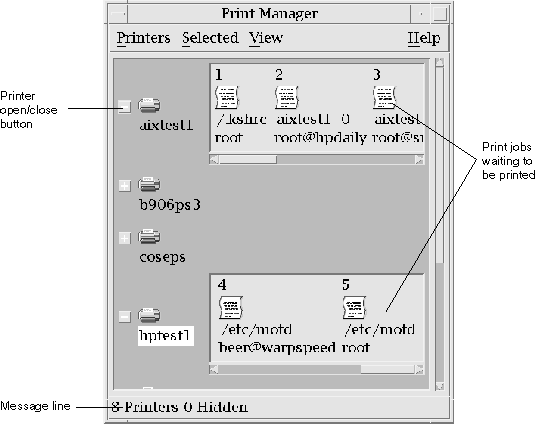 Print Manager
Printers Selected View Help
1 2 3
/.kshrc aixtest1 0 aixtest
root root@hpdaily root@su
Printer
open/close
button
aixtest1
Print jobs
waiting to
be printed
b906ps3
coseps
4 5
/etc/motd /etc/motd
beer@warpspeed root
hptest1
Message line
8 Printers 0 Hidden